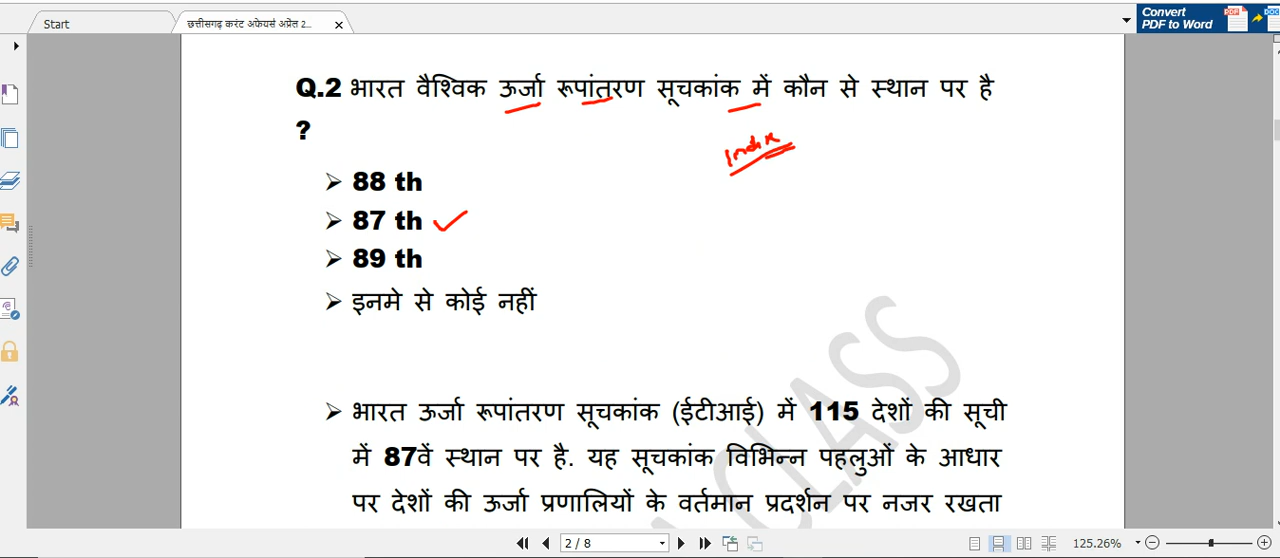 Start
छत्तीसगढ़ करंट अफेयर्स अप्रेल 2...
Convert
PDF to Word
Q.2 भारत वैश्विक ऊर्जा रूपांतरण सूचकांक में कौन से स्थान पर है
?
Index
88 th
87 th
89 th
इनमे से कोई नहीं
भारत ऊर्जा रूपांतरण सूचकांक (ईटीआई) में 115 देशों की सूची
में 87वें स्थान पर है. यह सूचकांक विभिन्न पहलुओं के आधार
पर देशों की ऊर्जा प्रणालियों के वर्तमान प्रदर्शन पर नजर रखता
CLASS
2 / 8
125.26%